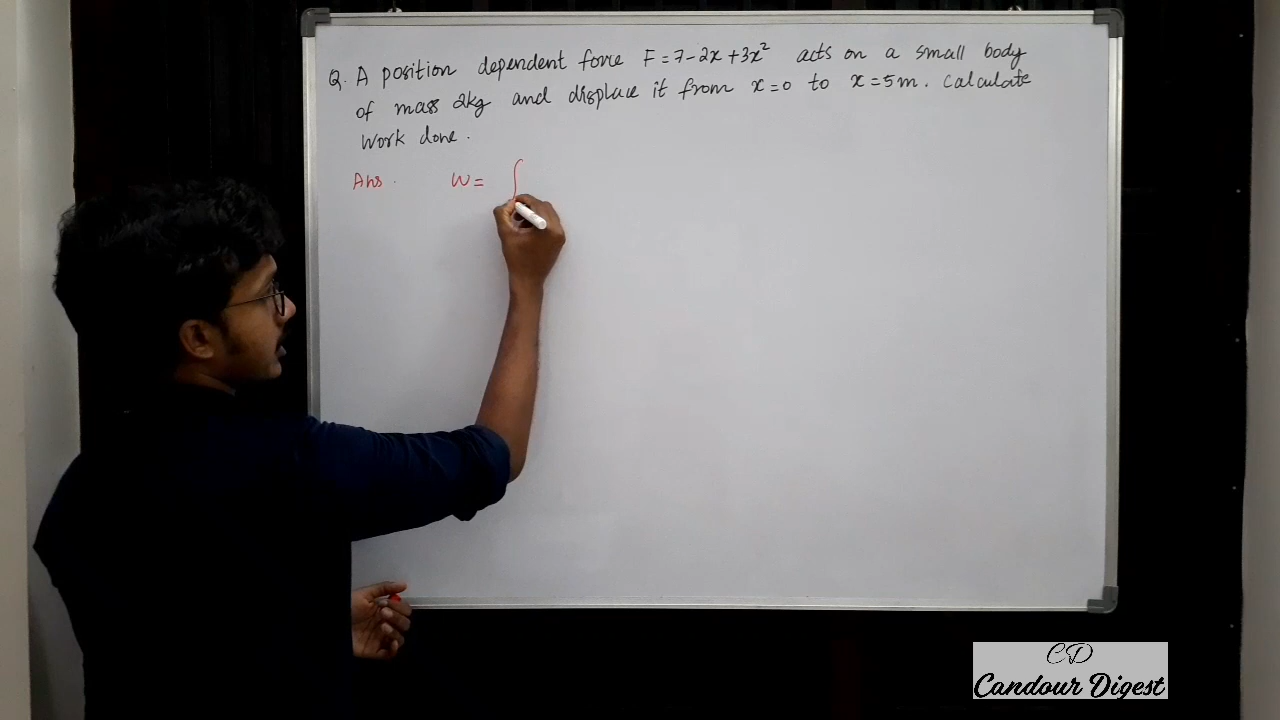 Q. A position dependent force F = 7-2x+3x² acts on a small body
of mass 2kg and displace it from x=0 to x=5m. Calculate
Work done.
Ans. W= ∫
CD
Candour Digest